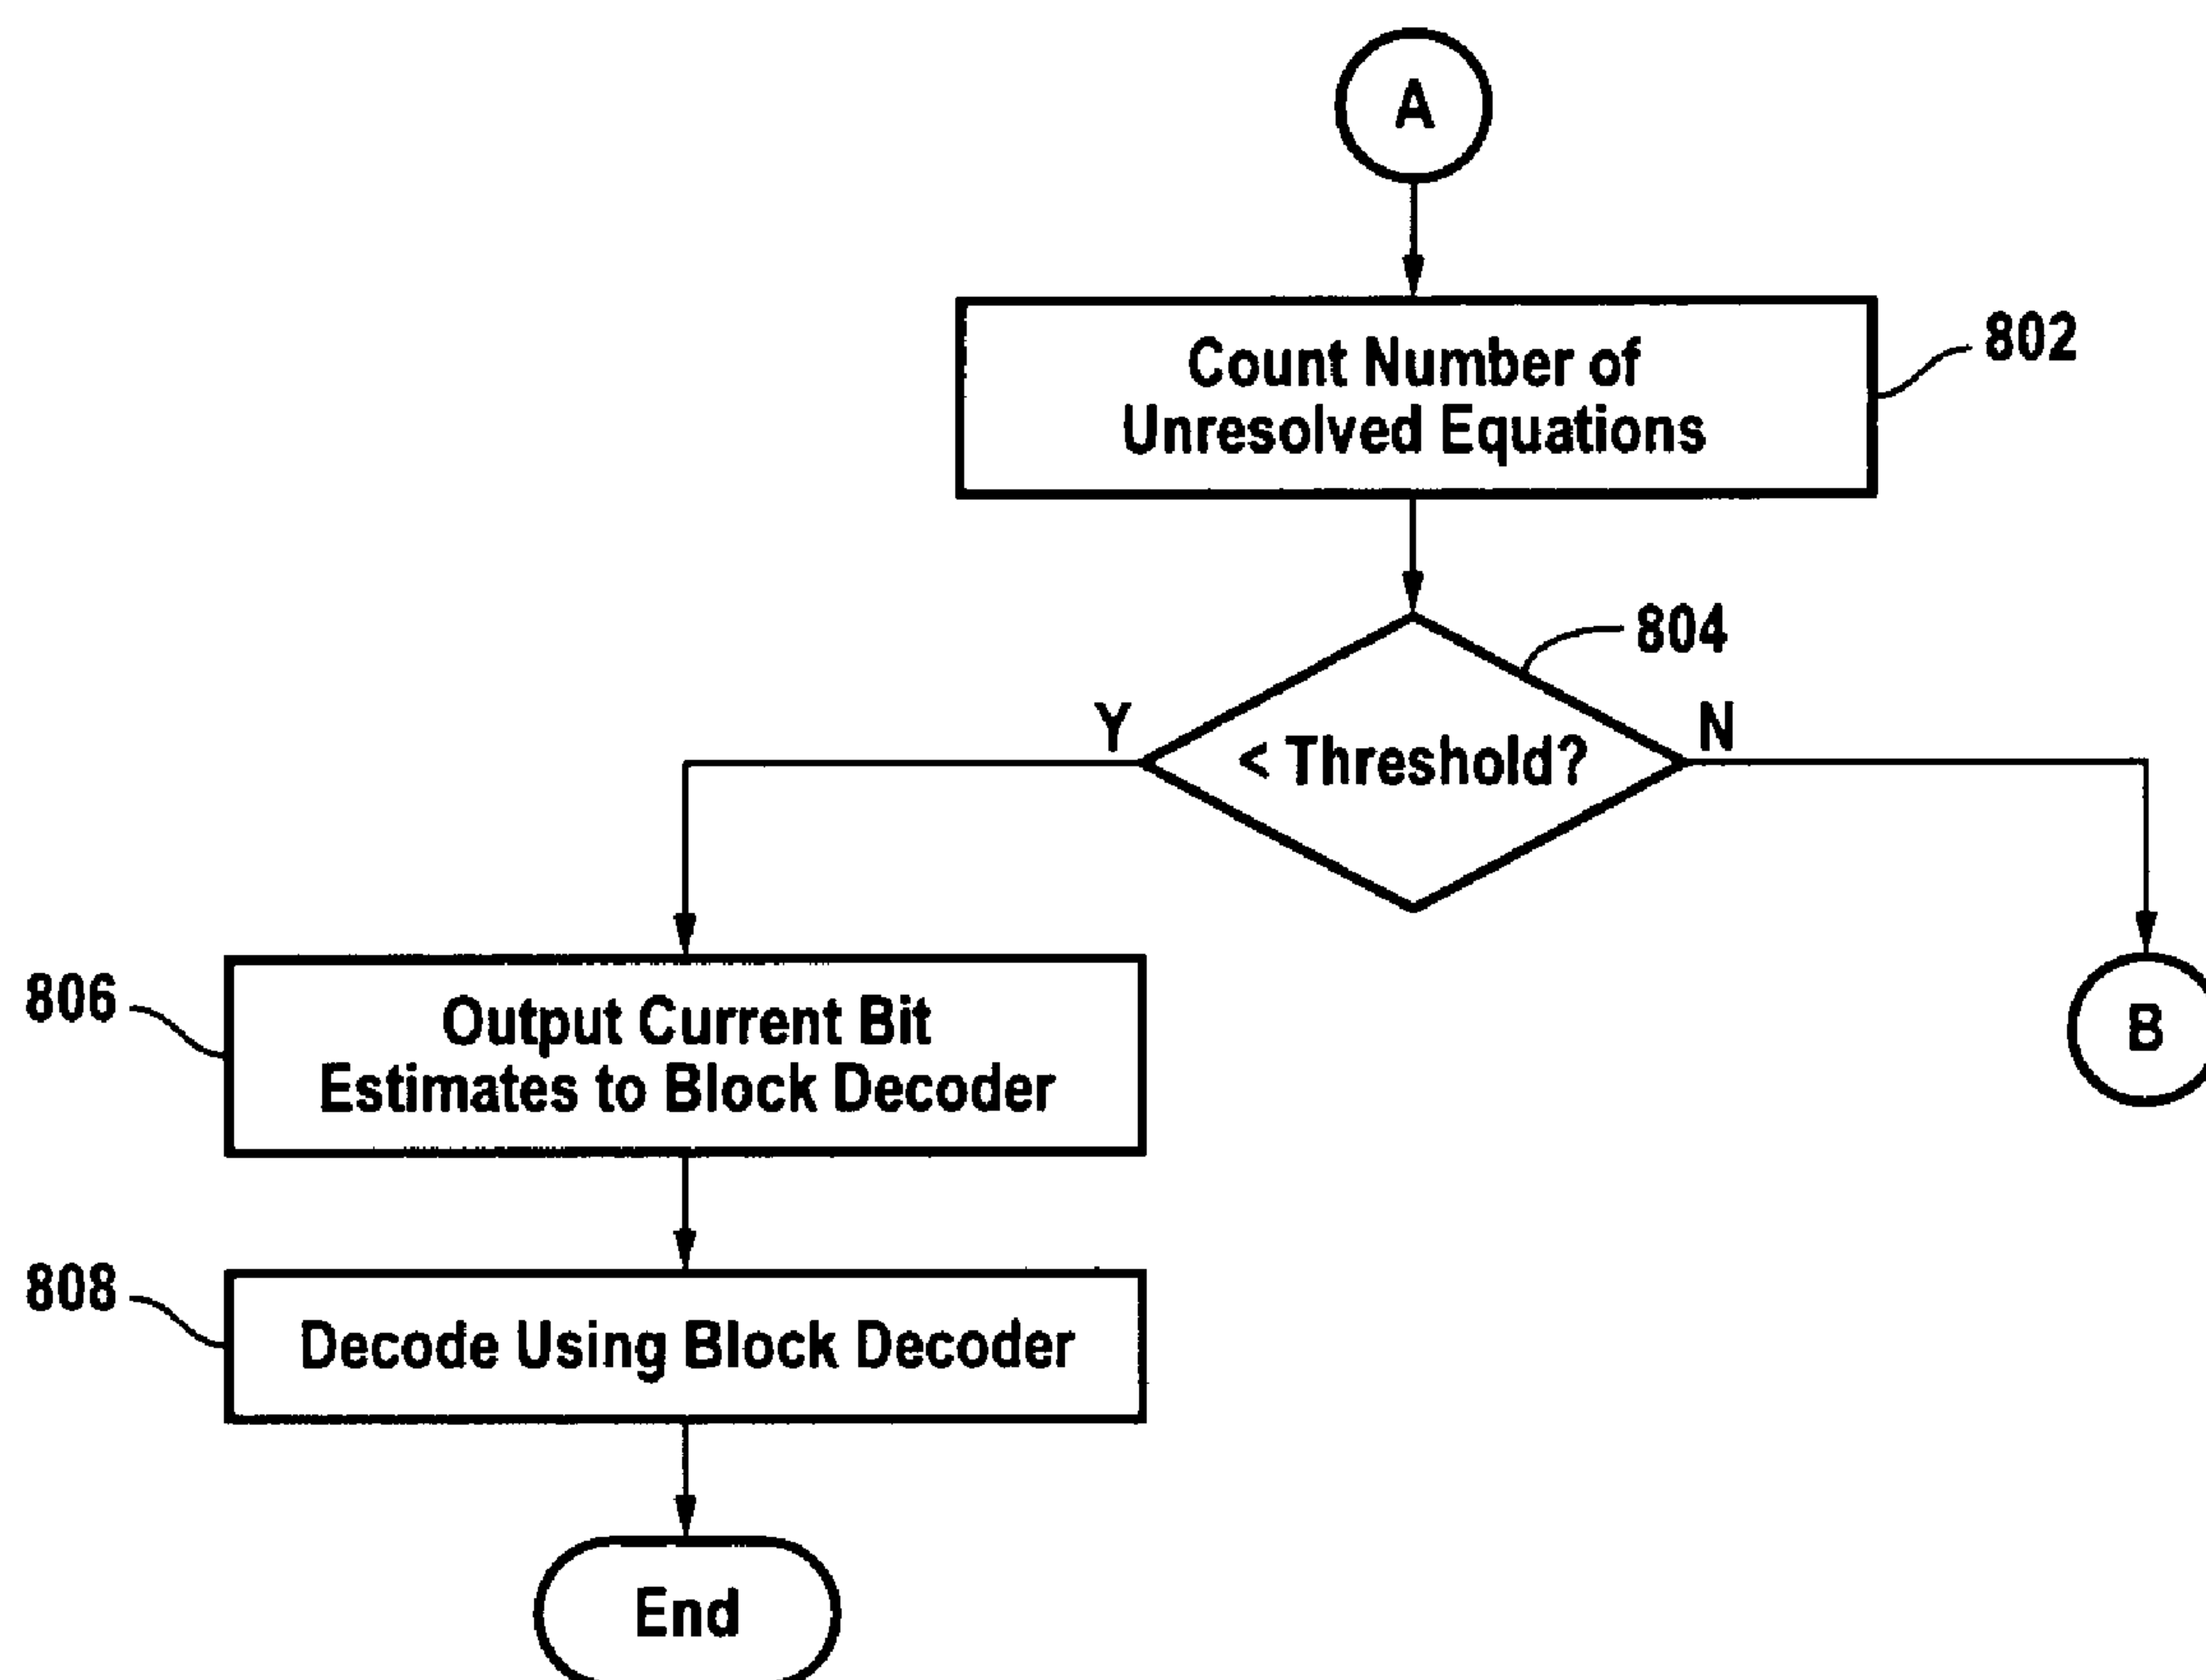 A
Count Number of
Unresolved Equations
802
804
Y
< Threshold?
N
806
Output Current Bit
Estimates to Block Decoder
B
808
Decode Using Block Decoder
End